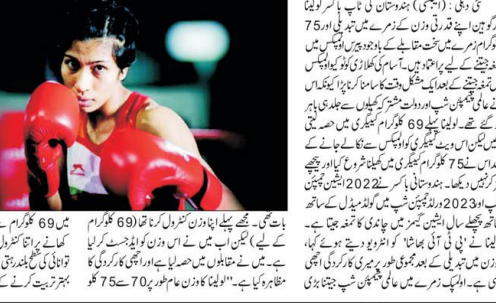 نئی دہلی: (ایجنسی) ہندوستان کی ٹاپ باکسر لولینا
بورگوہین اپنے قدرتی وزن کے زمرے میں تبدیلی اور 75
کلوگرام زمرے میں سخت مقابلے کے باوجود پیرس اولمپکس میں
تمغہ جیتنے کے لیے پراعتماد ہیں۔ آسام کی کھلاڑی ٹوکیو اولمپکس
میں تمغہ جیتنے کے بعد ایک مشکل وقت کا سامنا کرنا پڑا کیونکہ اس
نے عالمی چیمپئن شپ اور دولت مشترکہ کھیلوں سے جلد ہی باہر
ہو گئے تھے۔ لولینا پہلے 69 کلوگرام کیٹیگری میں حصہ لیتی
تھیں لیکن اس ویٹ کیٹیگری کو اولمپکس سے نکالے جانے کے
بعد اس نے 75 کلوگرام کیٹیگری میں کھیلنا شروع کیا اور پیچھے
مڑ کر نہیں دیکھا۔ ہندوستانی باکسر نے 2022 ایشین چیمپئن
شپ اور 2023 ورلڈ چیمپئن شپ میں گولڈ میڈل کے ساتھ
ساتھ پچھلے سال ایشین گیمز میں چاندی کا تمغہ جیتا ہے۔
لولینا نے 'پی ٹی آئی بھاشا' کو انٹرویو دیتے ہوئے کہا،
"وزن میں تبدیلی کے بعد مجموعی طور پر میری کارکردگی اچھی
رہی ہے۔ اولمپک زمرے میں عالمی چیمپئن شپ جیتنا بڑی
بات تھی۔ مجھے پہلے اپنا وزن کنٹرول کرنا تھا (69 کلوگرام
کے لیے) لیکن اب میں نے اس وزن کو ایڈجسٹ کر لیا
ہے۔ میں نے مقابلوں میں حصہ لیا ہے اور اچھی کارکردگی کا
مظاہرہ کیا ہے۔" لولینا کا وزن عام طور پر 70 سے 75 کلو
میں 69 کلوگرام
کھانے پر اتنا کنٹرول
توانائی کی سطح بلند رہتی
بہتر تربیت کرنے کے